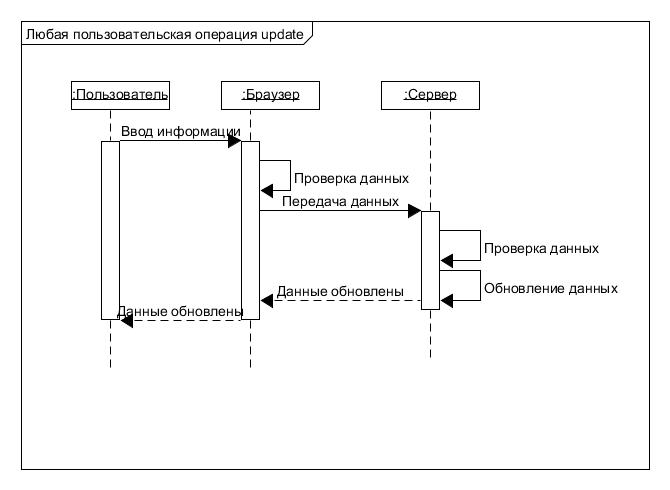 Любая пользовательская операция update
:Пользователь
:Браузер
:Сервер
Ввод информации
Проверка данных
Передача данных
Проверка данных
Обновление данных
Данные обновлены
Данные обновлены